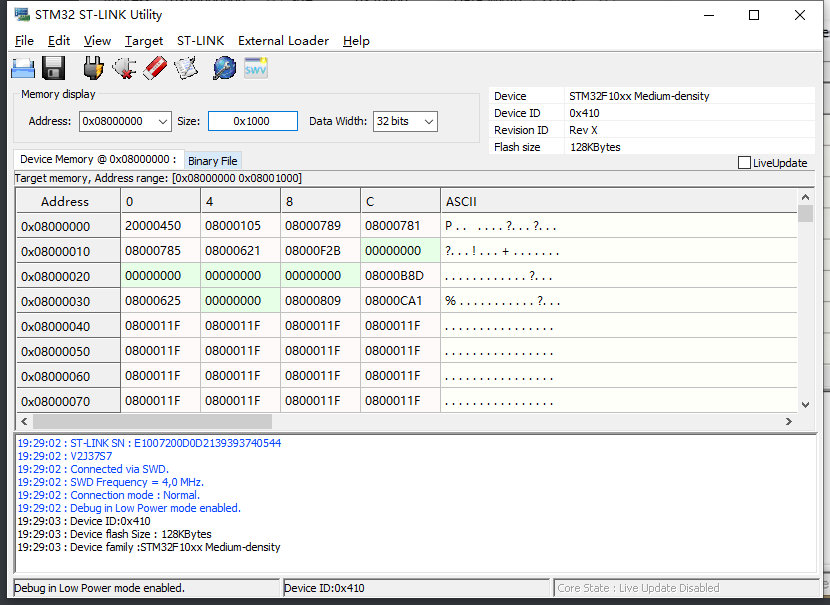 STM32 ST-LINK Utility
File Edit View Target ST-LINK External Loader Help
SWV
Memory display
Address: 0x08000000 Size: 0x1000 Data Width: 32 bits
Device STM32F10xx Medium-density
Device ID 0x410
Revision ID Rev X
Flash size 128KBytes
LiveUpdate
Device Memory @ 0x08000000 : Binary File
Target memory, Address range: [0x08000000 0x08001000]
Address 0 4 8 C ASCII
0x08000000 20000450 08000105 08000789 08000781 P.. ....?...?...
0x08000010 08000785 08000621 08000F2B 00000000 ?...!...+.......
0x08000020 00000000 00000000 00000000 08000B8D ............?...
0x08000030 08000625 00000000 08000809 08000CA1 %...........?...
0x08000040 0800011F 0800011F 0800011F 0800011F ................
0x08000050 0800011F 0800011F 0800011F 0800011F ................
0x08000060 0800011F 0800011F 0800011F 0800011F ................
0x08000070 0800011F 0800011F 0800011F 0800011F ................
19:29:02 : ST-LINK SN : E1007200D0D2139393740544
19:29:02 : V2J37S7
19:29:02 : Connected via SWD.
19:29:02 : SWD Frequency = 4,0 MHz.
19:29:02 : Connection mode : Normal.
19:29:02 : Debug in Low Power mode enabled.
19:29:03 : Device ID:0x410
19:29:03 : Device flash Size : 128KBytes
19:29:03 : Device family :STM32F10xx Medium-density
Debug in Low Power mode enabled. Device ID:0x410 Core State : Live Update Disabled